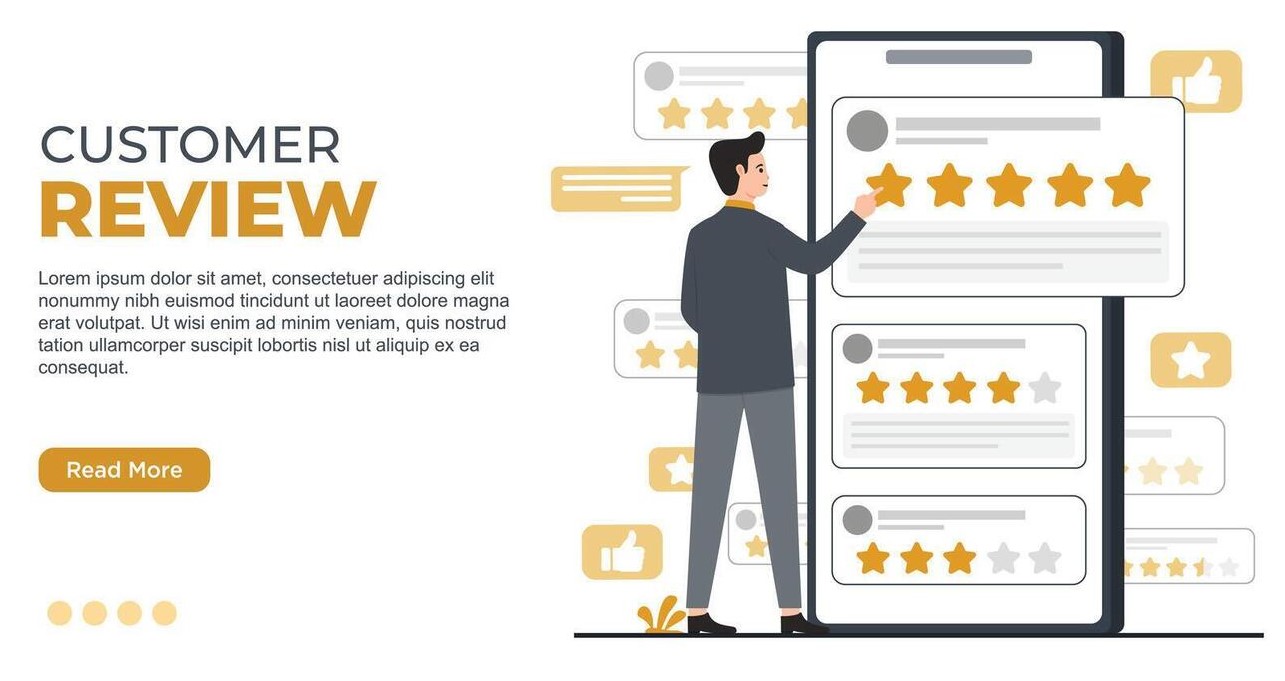 CUSTOMER
REVIEW
Lorem ipsum dolor sit amet, consectetuer adipiscing elit
nonummy nibh euismod tincidunt ut laoreet dolore magna
erat volutpat. Ut wisi enim ad minim veniam, quis nostrud
tation ullamcorper suscipit lobortis nisl ut aliquip ex ea
consequat.
Read More